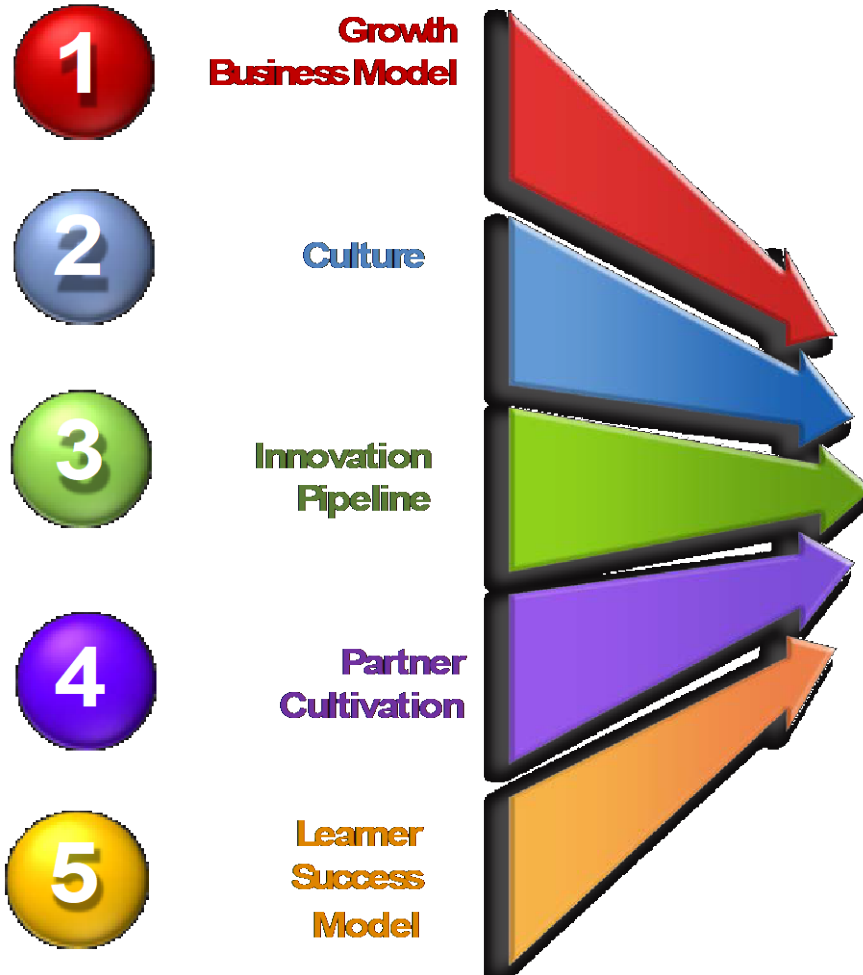 1
Growth
Business Model
2
Culture
3
Innovation
Pipeline
4
Partner
Cultivation
5
Learner
Success
Model